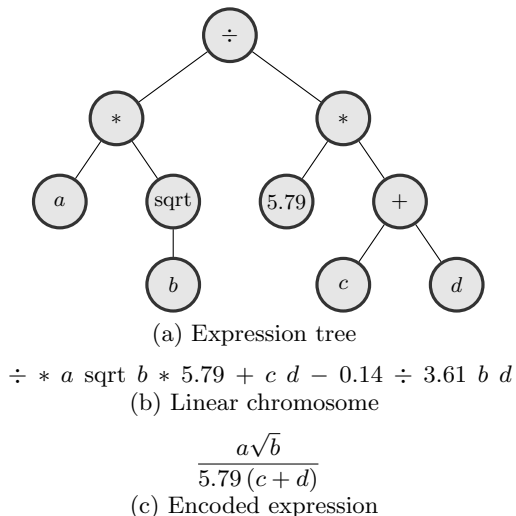 ÷
* *
a sqrt 5.79 +
b c d
(a) Expression tree
÷ * a sqrt b * 5.79 + c d − 0.14 ÷ 3.61 b d
(b) Linear chromosome
a√b
5.79 (c + d)
(c) Encoded expression